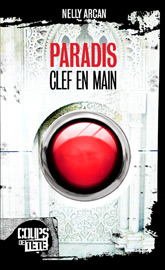 NELLY ARCAN
PARADIS
CLEF EN MAIN
COUPS
DE TÊTE